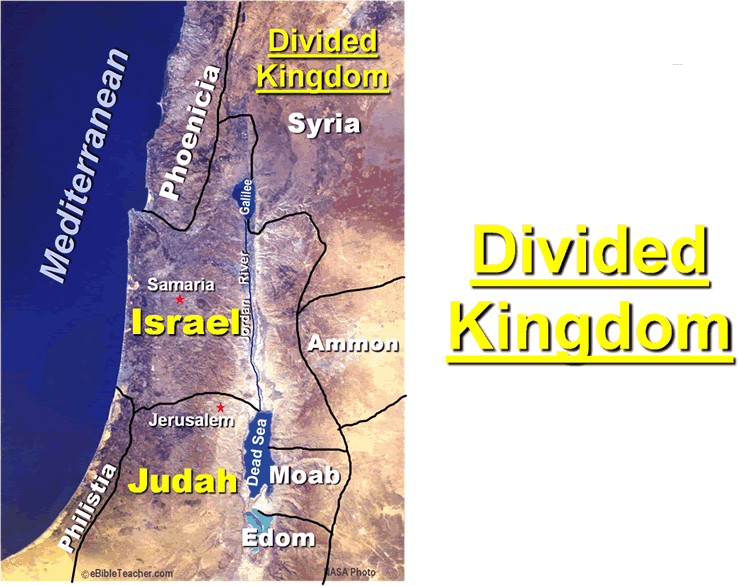 Divided
Kingdom
Mediterranean
Phoenicia
Syria
Galilee
Samaria
Jordan River
Israel
Ammon
Jerusalem
Dead Sea
Judah
Moab
Philistia
Edom
© eBibleTeacher.com
NASA Photo
Divided
Kingdom